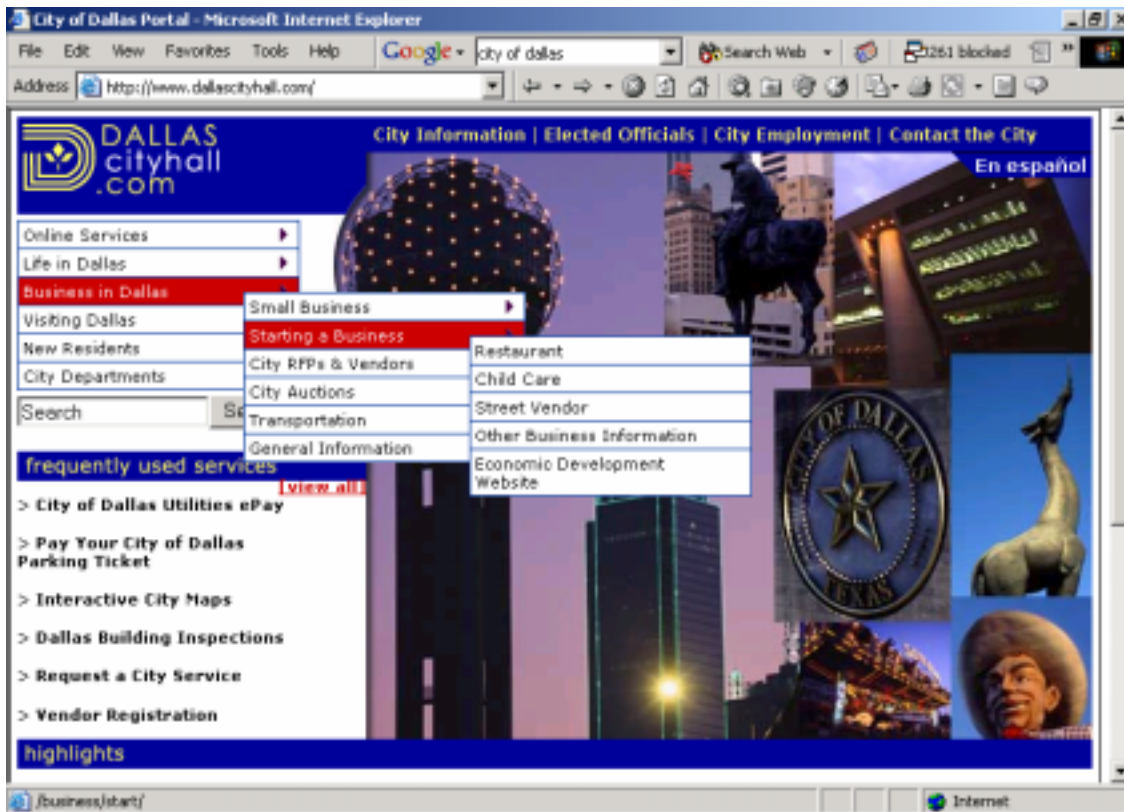 City of Dallas Portal - Microsoft Internet Explorer
File Edit View Favorites Tools Help Google city of dallas Search Web 3261 blocked »
Address http://www.dallascityhall.com/
DALLAS
cityhall
.com
City Information | Elected Officials | City Employment | Contact the City
En español
Online Services
Life in Dallas
Business in Dallas
Visiting Dallas
New Residents
City Departments
Small Business
Starting a Business
City RFPs & Vendors
City Auctions
Transportation
General Information
Restaurant
Child Care
Street Vendor
Other Business Information
Economic Development
Website
Search
frequently used services
[view all]
> City of Dallas Utilities ePay
> Pay Your City of Dallas
Parking Ticket
> Interactive City Maps
> Dallas Building Inspections
> Request a City Service
> Vendor Registration
CITY OF DALLAS
TEXAS
highlights
/business/start/
Internet